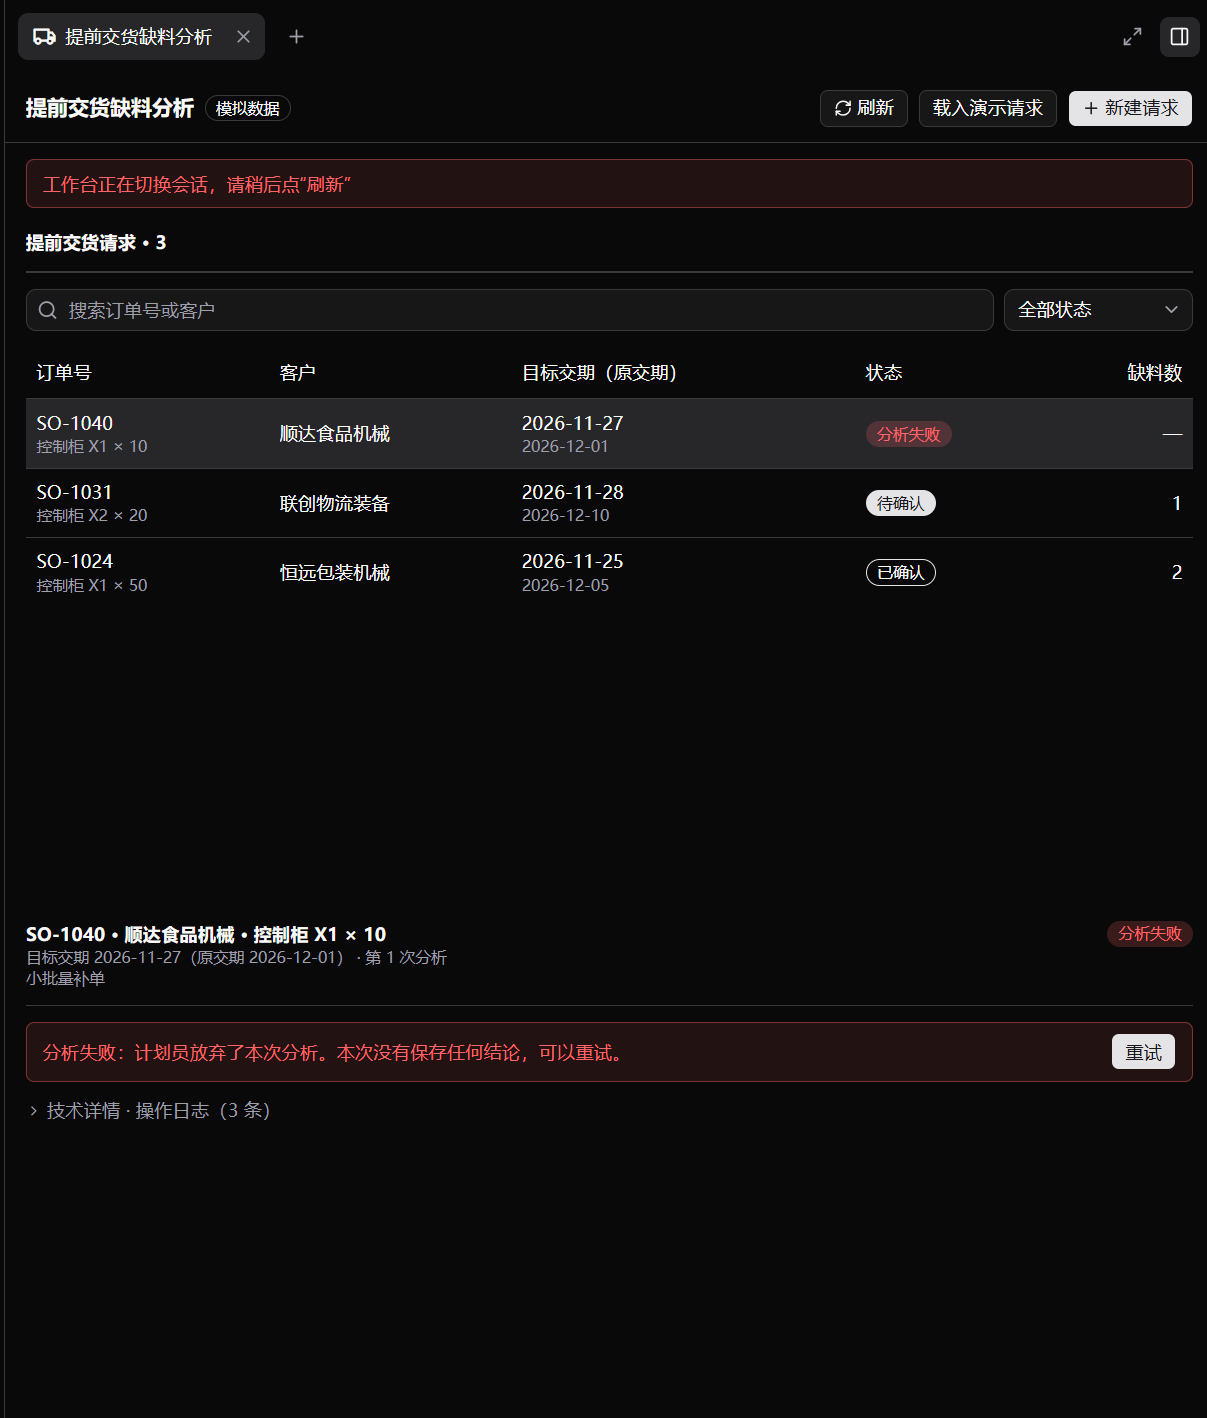 提前交货缺料分析
提前交货缺料分析 模拟数据 刷新 载入演示请求 + 新建请求
工作台正在切换会话，请稍后点“刷新”
提前交货请求 • 3
搜索订单号或客户 全部状态
订单号 客户 目标交期（原交期） 状态 缺料数
SO-1040 顺达食品机械 2026-11-27 分析失败 —
控制柜 X1 × 10 2026-12-01
SO-1031 联创物流装备 2026-11-28 待确认 1
控制柜 X2 × 20 2026-12-10
SO-1024 恒远包装机械 2026-11-25 已确认 2
控制柜 X1 × 50 2026-12-05
SO-1040 • 顺达食品机械 • 控制柜 X1 × 10 分析失败
目标交期 2026-11-27（原交期 2026-12-01） · 第 1 次分析
小批量补单
分析失败：计划员放弃了本次分析。本次没有保存任何结论，可以重试。 重试
技术详情 · 操作日志（3 条）